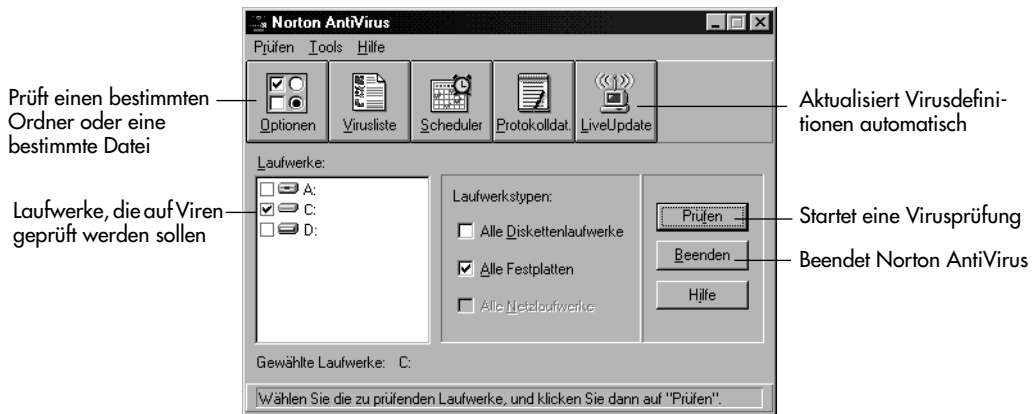 Norton AntiVirus
Prüfen Tools Hilfe
Optionen Virusliste Scheduler Protokolldat. LiveUpdate
Prüft einen bestimmten
Ordner oder eine
bestimmte Datei
Aktualisiert Virusdefini-
tionen automatisch
Laufwerke:
A:
C:
D:
Laufwerke, die auf Viren
geprüft werden sollen
Laufwerkstypen:
Alle Diskettenlaufwerke
Alle Festplatten
Alle Netzlaufwerke
Prüfen
Beenden
Hilfe
Startet eine Virusprüfung
Beendet Norton AntiVirus
Gewählte Laufwerke: C:
Wählen Sie die zu prüfenden Laufwerke, und klicken Sie dann auf "Prüfen".